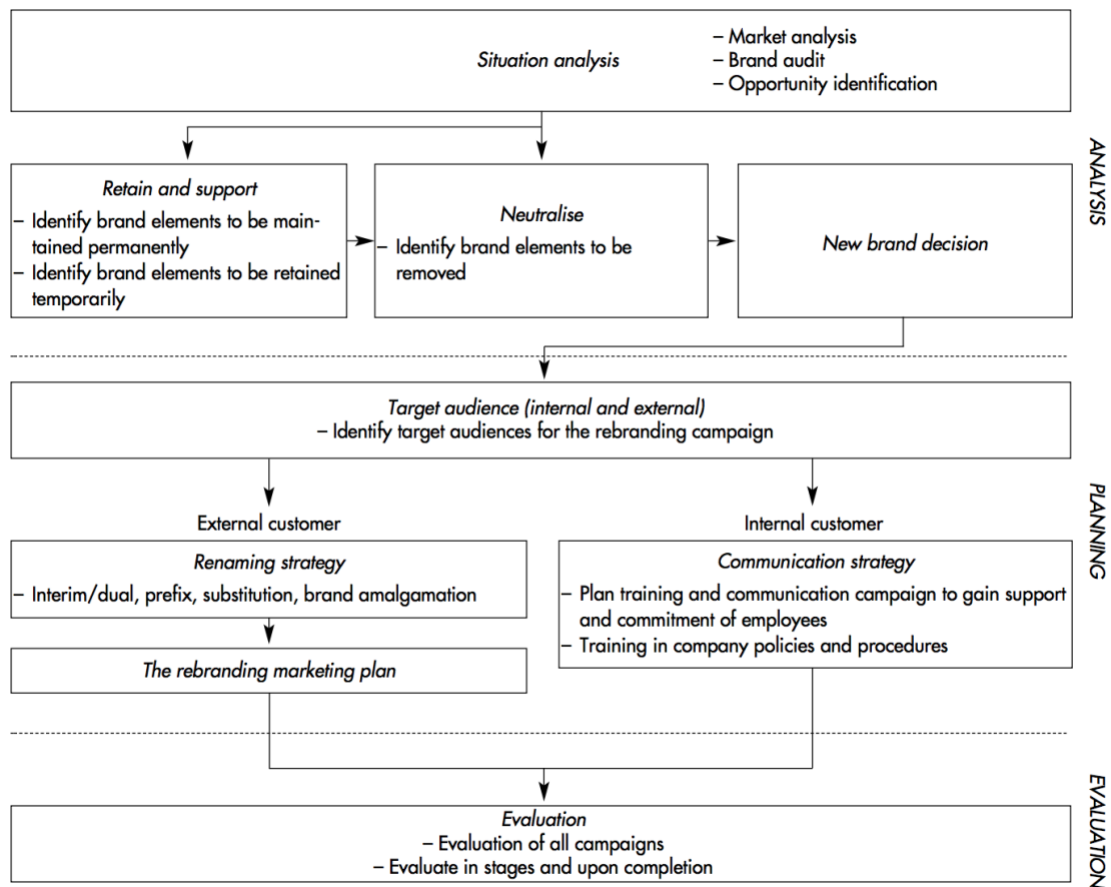 Situation analysis
– Market analysis
– Brand audit
– Opportunity identification
ANALYSIS
Retain and support
– Identify brand elements to be main-
tained permanently
– Identify brand elements to be retained
temporarily
Neutralise
– Identify brand elements to be
removed
New brand decision
Target audience (internal and external)
– Identify target audiences for the rebranding campaign
PLANNING
External customer
Renaming strategy
– Interim/dual, prefix, substitution, brand amalgamation
The rebranding marketing plan
Internal customer
Communication strategy
– Plan training and communication campaign to gain support
and commitment of employees
– Training in company policies and procedures
EVALUATION
Evaluation
– Evaluation of all campaigns
– Evaluate in stages and upon completion